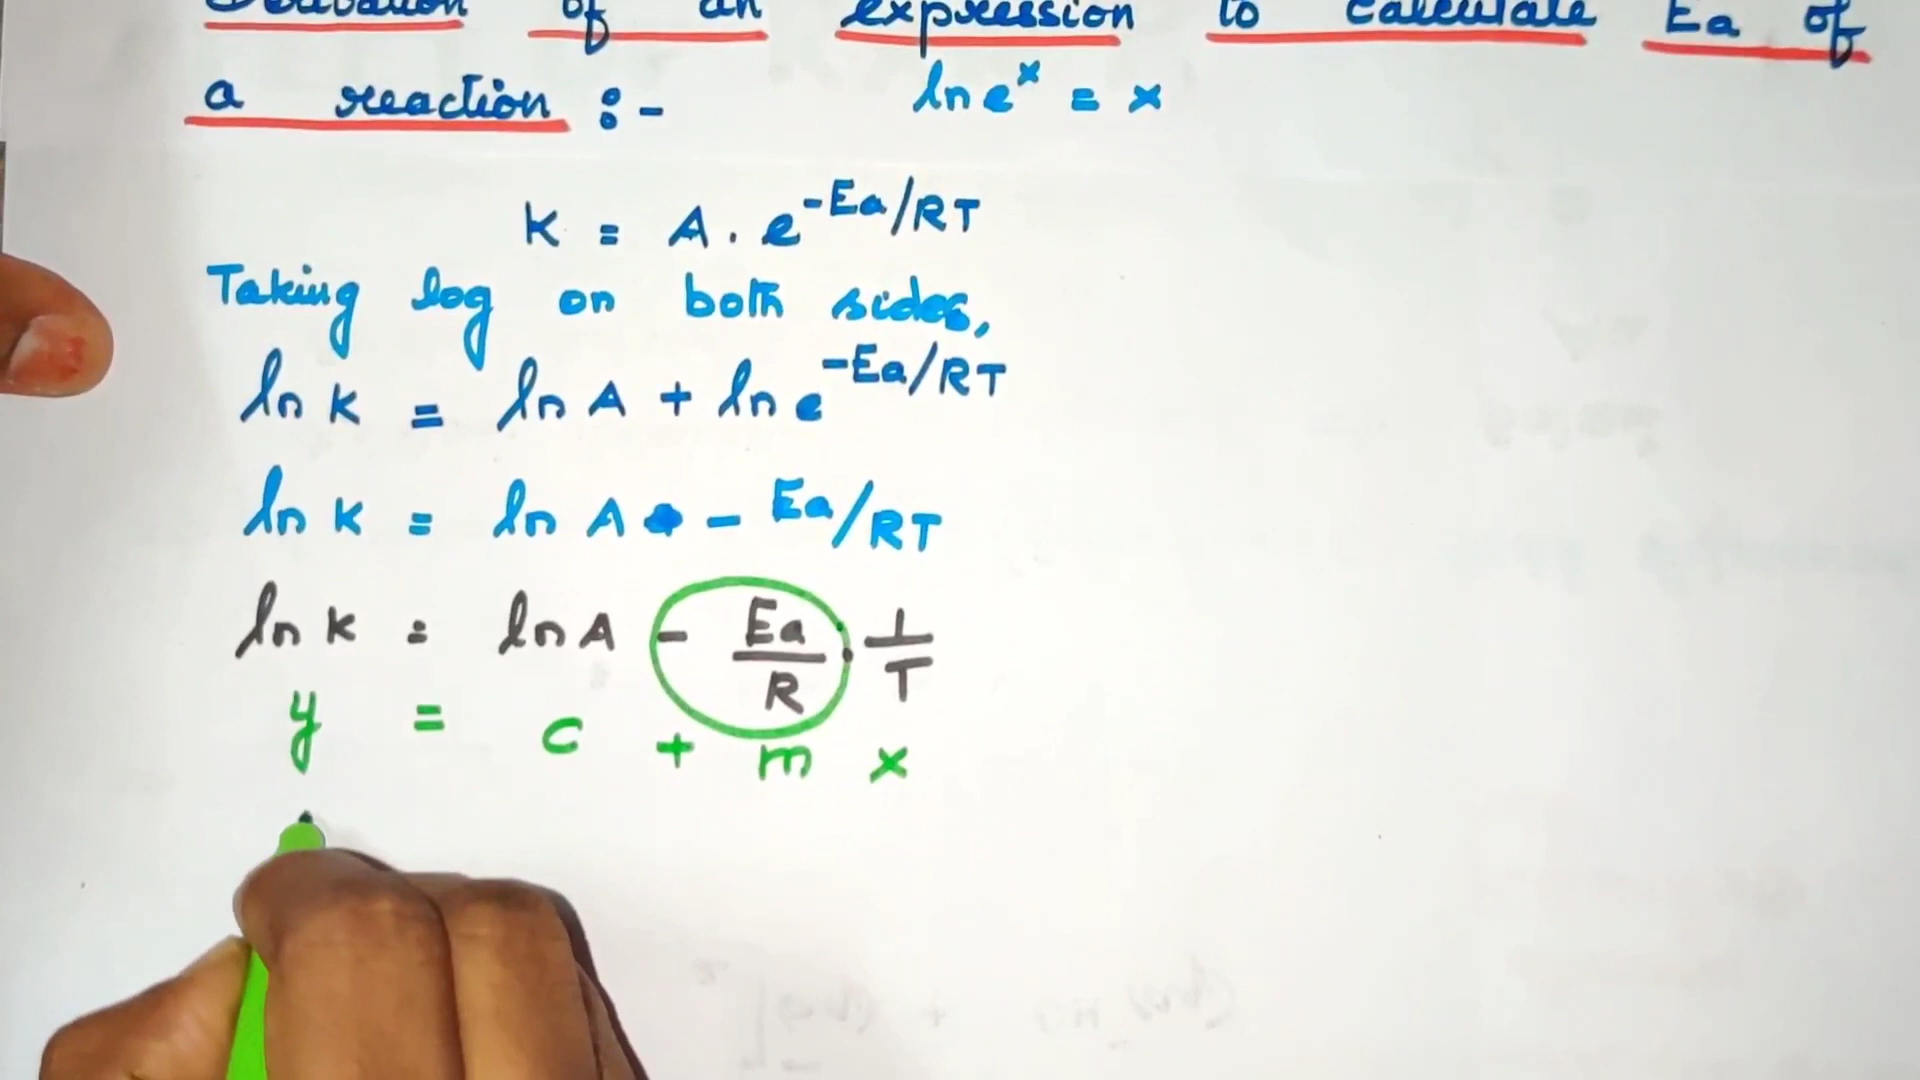 Derivation of an expression to calculate Ea of
a reaction :-
ln e^x = x
K = A . e^-Ea/RT
Taking log on both sides,
ln K = ln A + ln e^-Ea/RT
ln K = ln A - Ea/RT
ln K = ln A - Ea/R . 1/T
y = c + m x